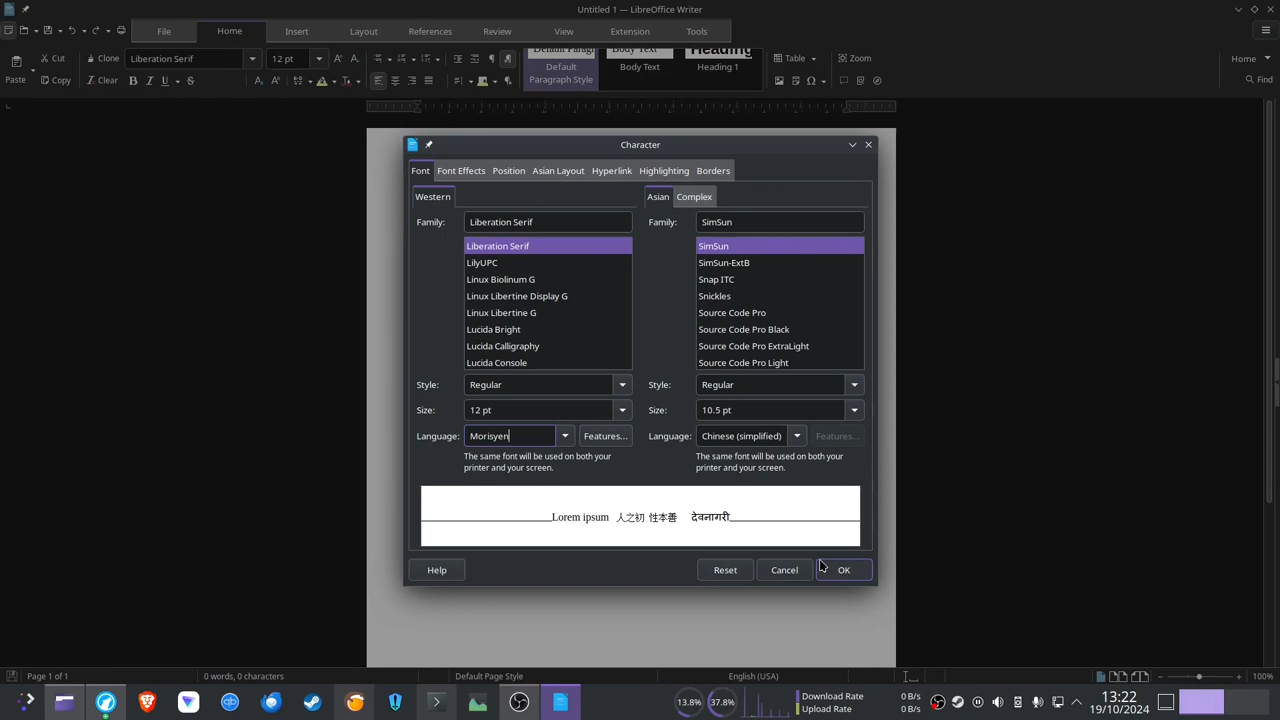 Untitled 1 — LibreOffice Writer
File Home Insert Layout References Review View Extension Tools
Paste Cut Clone Liberation Serif 12 pt Table Zoom Home
Copy Clear Find
Default Paragraph Style Body Text Heading 1
Character
Font Font Effects Position Asian Layout Hyperlink Highlighting Borders
Western Asian Complex
Family: Liberation Serif Family: SimSun
Liberation Serif SimSun
LilyUPC SimSun-ExtB
Linux Biolinum G Snap ITC
Linux Libertine Display G Snickles
Linux Libertine G Source Code Pro
Lucida Bright Source Code Pro Black
Lucida Calligraphy Source Code Pro ExtraLight
Lucida Console Source Code Pro Light
Style: Regular Style: Regular
Size: 12 pt Size: 10.5 pt
Language: Morisyen Features... Language: Chinese (simplified) Features...
The same font will be used on both your The same font will be used on both your
printer and your screen. printer and your screen.
Lorem ipsum 人之初 性本善 देवनागरी
Help Reset Cancel OK
Page 1 of 1 0 words, 0 characters Default Page Style English (USA) 100%
13.8% 37.8% Download Rate 0 B/s
Upload Rate 0 B/s
13:22
19/10/2024